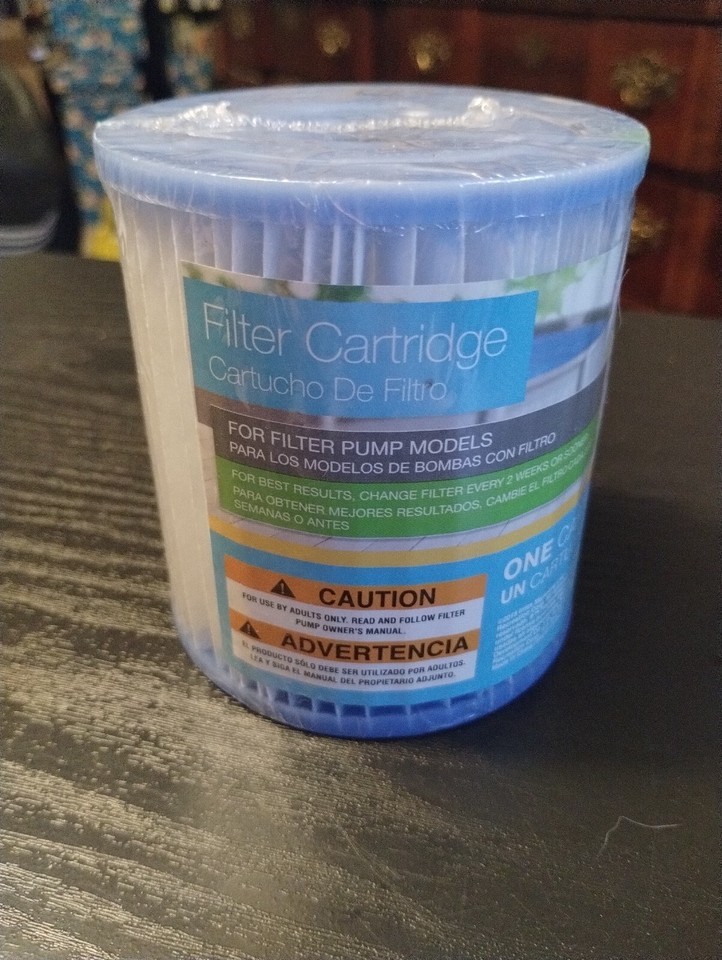 Filter Cartridge
Cartucho De Filtro
FOR FILTER PUMP MODELS
PARA LOS MODELOS DE BOMBAS CON FILTRO
FOR BEST RESULTS, CHANGE FILTER EVERY 2 WEEKS OR SOONER
PARA OBTENER MEJORES RESULTADOS, CAMBIE EL FILTRO CADA
SEMANAS O ANTES
ONE
UN
CAUTION
FOR USE BY ADULTS ONLY. READ AND FOLLOW FILTER
PUMP OWNER'S MANUAL.
ADVERTENCIA
EL PRODUCTO SÓLO DEBE SER UTILIZADO POR ADULTOS.
LEA Y SIGA EL MANUAL DEL PROPIETARIO ADJUNTO.